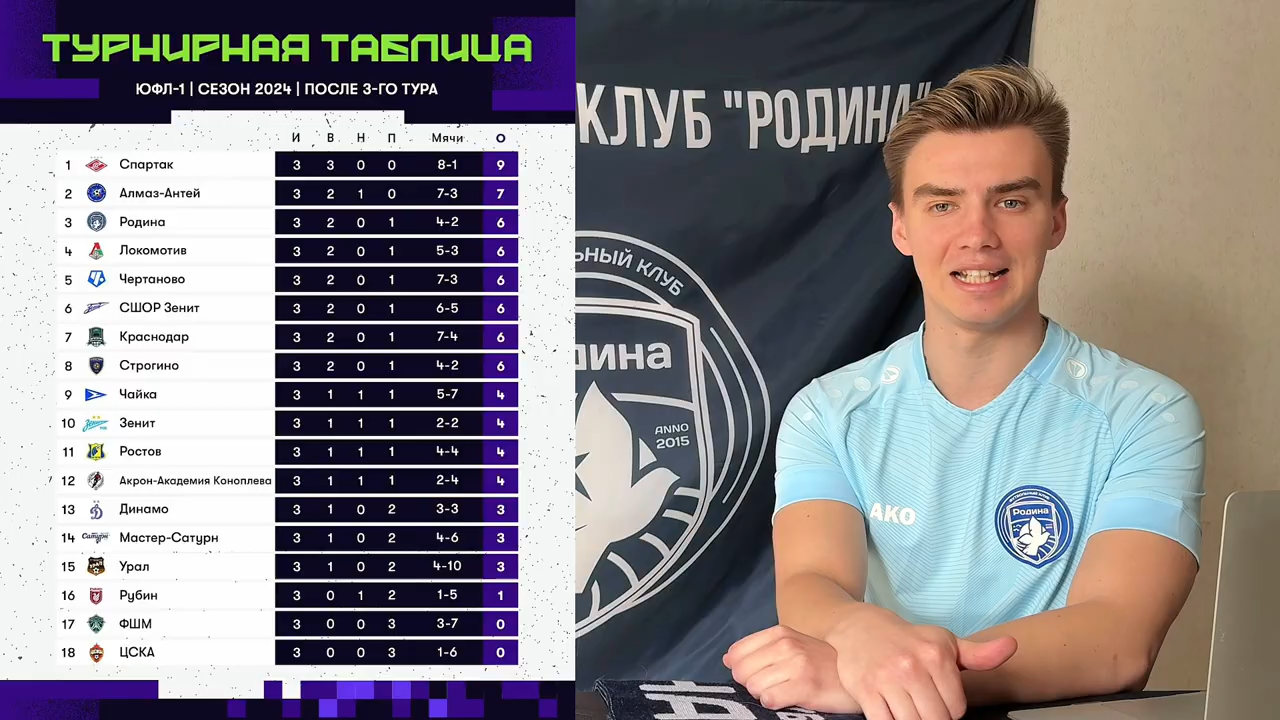 ТУРНИРНАЯ ТАБЛИЦА
ЮФЛ-1 | СЕЗОН 2024 | ПОСЛЕ 3-ГО ТУРА
И В Н П Мячи О
1 Спартак 3 3 0 0 8-1 9
2 Алмаз-Антей 3 2 1 0 7-3 7
3 Родина 3 2 0 1 4-2 6
4 Локомотив 3 2 0 1 5-3 6
5 Чертаново 3 2 0 1 7-3 6
6 СШОР Зенит 3 2 0 1 6-5 6
7 Краснодар 3 2 0 1 7-4 6
8 Строгино 3 2 0 1 4-2 6
9 Чайка 3 1 1 1 5-7 4
10 Зенит 3 1 1 1 2-2 4
11 Ростов 3 1 1 1 4-4 4
12 Акрон-Академия Коноплева 3 1 1 1 2-4 4
13 Динамо 3 1 0 2 3-3 3
14 Сатурн Мастер-Сатурн 3 1 0 2 4-6 3
15 Урал 3 1 0 2 4-10 3
16 Рубин 3 0 1 2 1-5 1
17 ФШМ 3 0 0 3 3-7 0
18 ЦСКА 3 0 0 3 1-6 0
КЛУБ "РОДИНА"
ЬНЫЙ КЛУБ
одина
ANNO
2015
AKO
ФУТБОЛЬНЫЙ КЛУБ
Родина